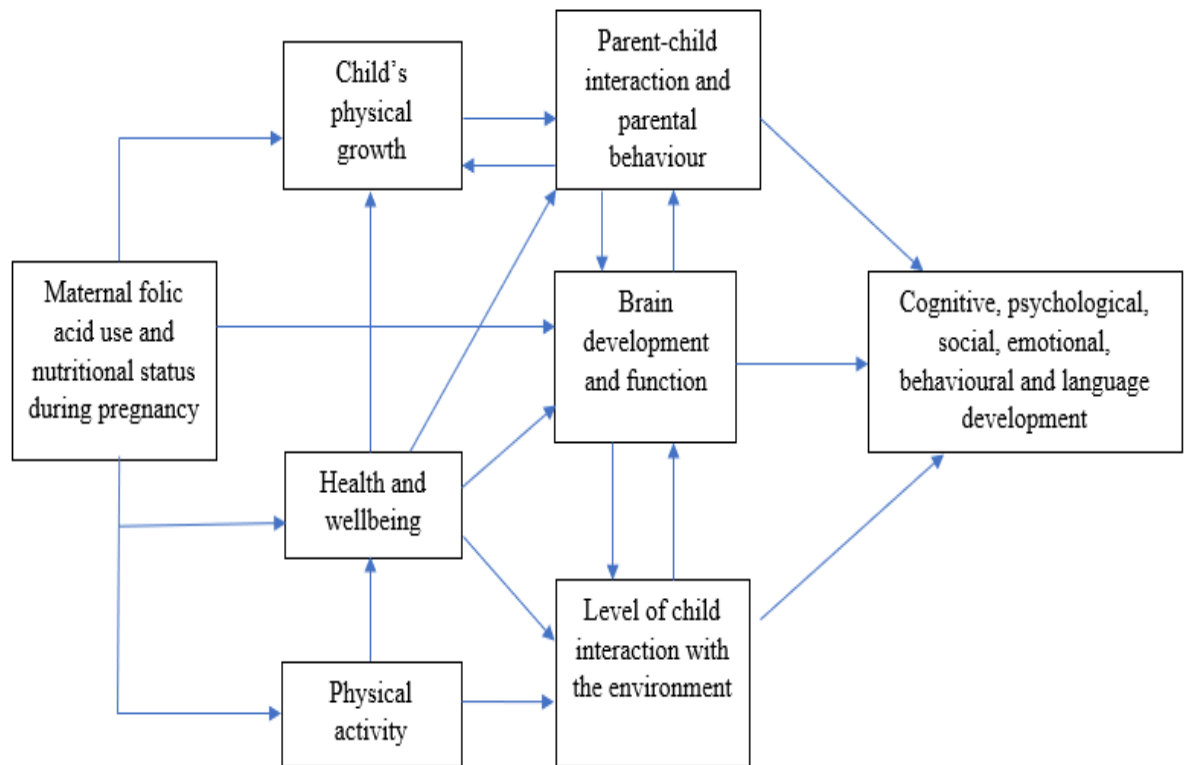 Child's
physical
growth
Parent-child
interaction and
parental
behaviour
Maternal folic
acid use and
nutritional status
during pregnancy
Brain
development
and function
Cognitive, psychological,
social, emotional,
behavioural and language
development
Health and
wellbeing
Level of child
interaction with
the environment
Physical
activity